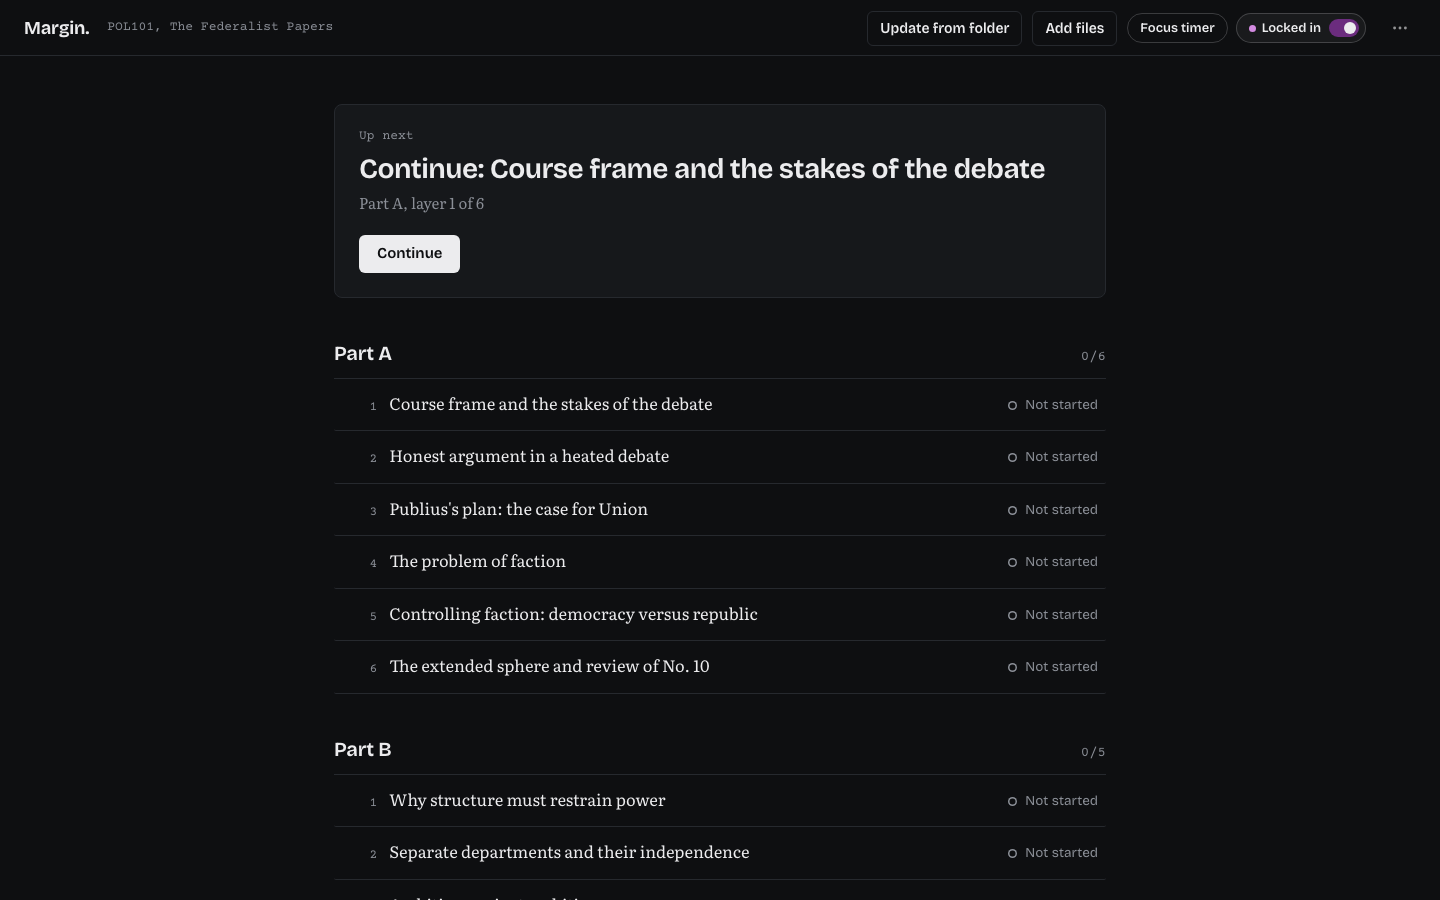 Margin.
POL101, The Federalist Papers
Update from folder
Add files
Focus timer
Locked in
Up next
Continue: Course frame and the stakes of the debate
Part A, layer 1 of 6
Continue
Part A
0/6
1 Course frame and the stakes of the debate Not started
2 Honest argument in a heated debate Not started
3 Publius's plan: the case for Union Not started
4 The problem of faction Not started
5 Controlling faction: democracy versus republic Not started
6 The extended sphere and review of No. 10 Not started
Part B
0/5
1 Why structure must restrain power Not started
2 Separate departments and their independence Not started